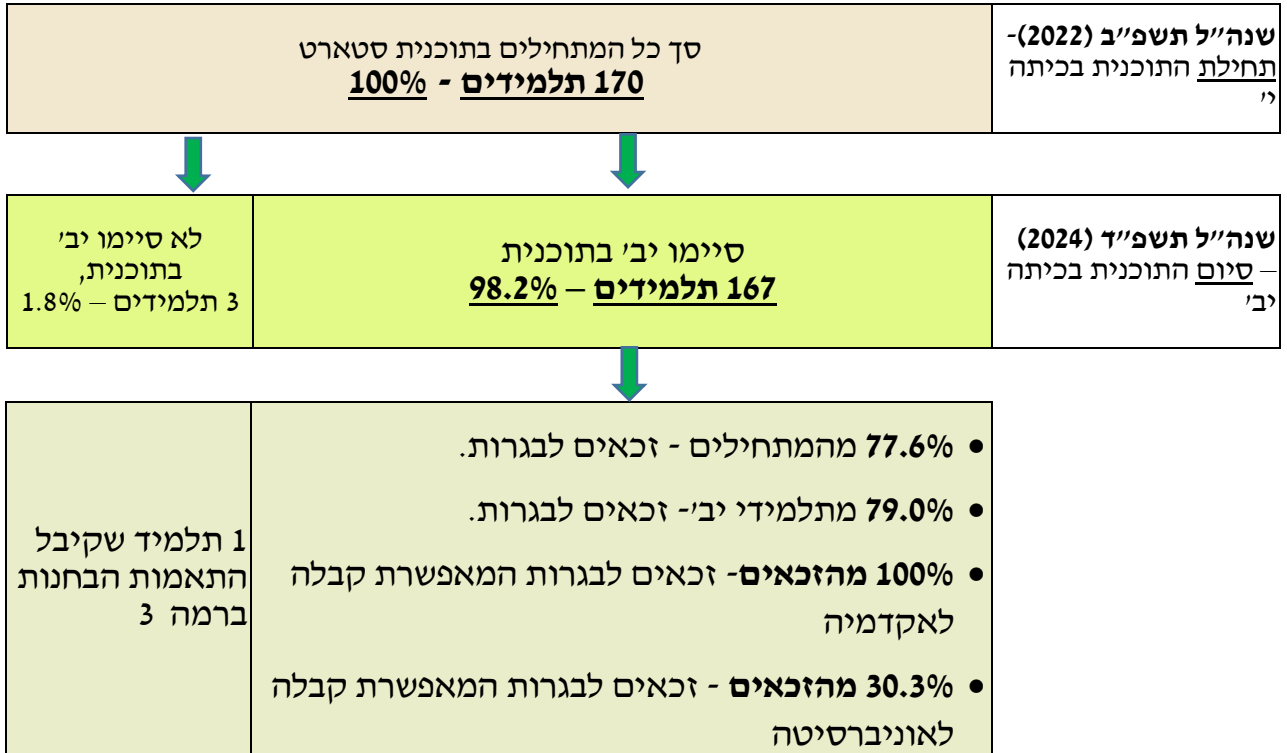 שנה״ל תשפ״ב (2022)-
תחילת התוכנית בכיתה
י׳
סך כל המתחילים בתוכנית סטארט
170 תלמידים - 100%
שנה״ל תשפ״ד (2024)
– סיום התוכנית בכיתה
יב׳
סיימו יב׳ בתוכנית
167 תלמידים – 98.2%
לא סיימו יב׳
בתוכנית,
3 תלמידים – 1.8%
• 77.6% מהמתחילים - זכאים לבגרות.
• 79.0% מתלמידי יב׳- זכאים לבגרות.
• 100% מהזכאים- זכאים לבגרות המאפשרת קבלה
לאקדמיה
• 30.3% מהזכאים - זכאים לבגרות המאפשרת קבלה
לאוניברסיטה
1 תלמיד שקיבל
התאמות הבחנות
ברמה 3